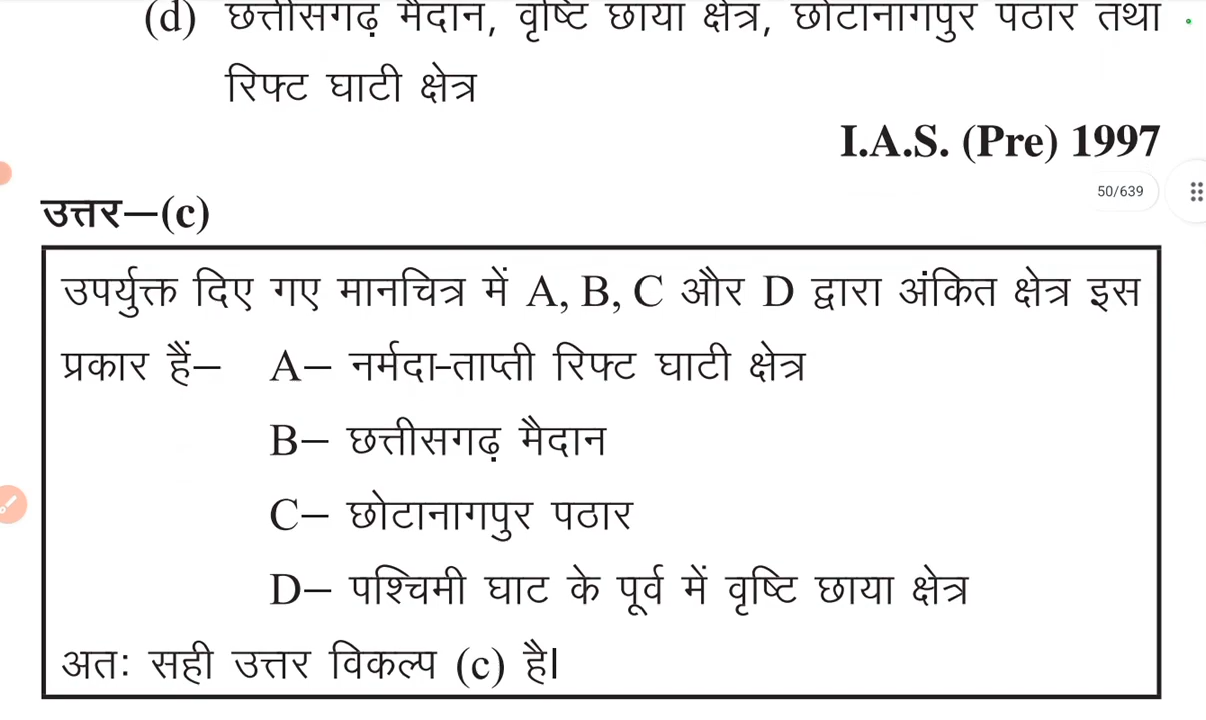 (d) छत्तीसगढ़ मैदान, वृष्टि छाया क्षेत्र, छोटानागपुर पठार तथा
रिफ्ट घाटी क्षेत्र
I.A.S. (Pre) 1997
50/639
उत्तर–(c)
उपर्युक्त दिए गए मानचित्र में A, B, C और D द्वारा अंकित क्षेत्र इस
प्रकार हैं– A– नर्मदा-ताप्ती रिफ्ट घाटी क्षेत्र
B– छत्तीसगढ़ मैदान
C– छोटानागपुर पठार
D– पश्चिमी घाट के पूर्व में वृष्टि छाया क्षेत्र
अतः सही उत्तर विकल्प (c) है।